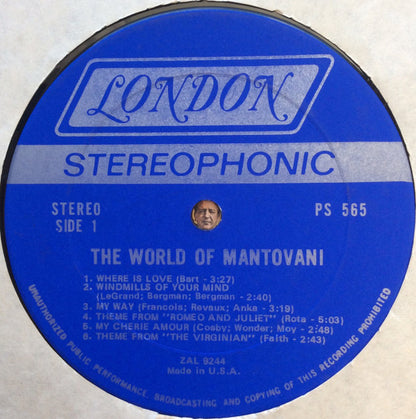 LONDON
STEREOPHONIC
STEREO
SIDE 1
PS 565
THE WORLD OF MANTOVANI
1. WHERE IS LOVE (Bart - 3:27)
2. WINDMILLS OF YOUR MIND
(LeGrand; Bergman; Bergman - 2:40)
3. MY WAY (Francois; Revaux; Anka - 3:19)
4. THEME FROM "ROMEO AND JULIET" (Rota - 5:03)
5. MY CHERIE AMOUR (Cosby; Wonder; Moy - 2:48)
6. THEME FROM "THE VIRGINIAN" (Faith - 2:43)
ZAL 9244
Made in U.S.A.
UNAUTHORIZED PUBLIC PERFORMANCE, BROADCASTING AND COPYING OF THIS RECORDING PROHIBITED